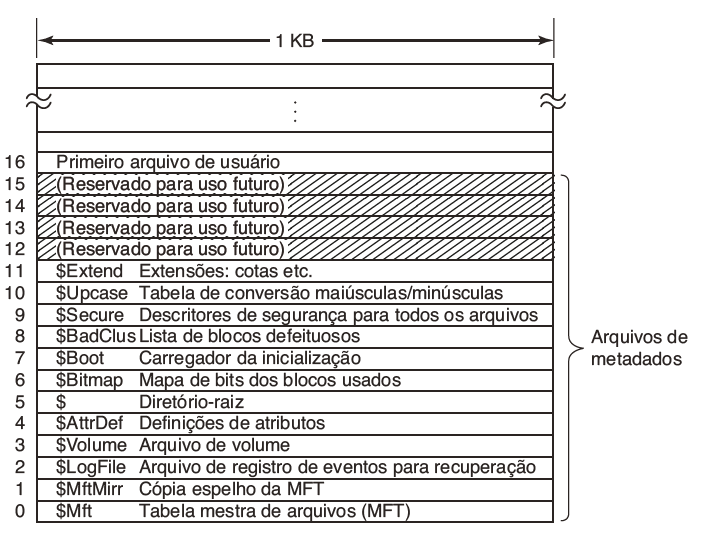 1 KB
16 Primeiro arquivo de usuário
15 (Reservado para uso futuro)
14 (Reservado para uso futuro)
13 (Reservado para uso futuro)
12 (Reservado para uso futuro)
11 $Extend Extensões: cotas etc.
10 $Upcase Tabela de conversão maiúsculas/minúsculas
9 $Secure Descritores de segurança para todos os arquivos
8 $BadClus Lista de blocos defeituosos
7 $Boot Carregador da inicialização
6 $Bitmap Mapa de bits dos blocos usados
5 $ Diretório-raiz
4 $AttrDef Definições de atributos
3 $Volume Arquivo de volume
2 $LogFile Arquivo de registro de eventos para recuperação
1 $MftMirr Cópia espelho da MFT
0 $Mft Tabela mestra de arquivos (MFT)
Arquivos de
metadados